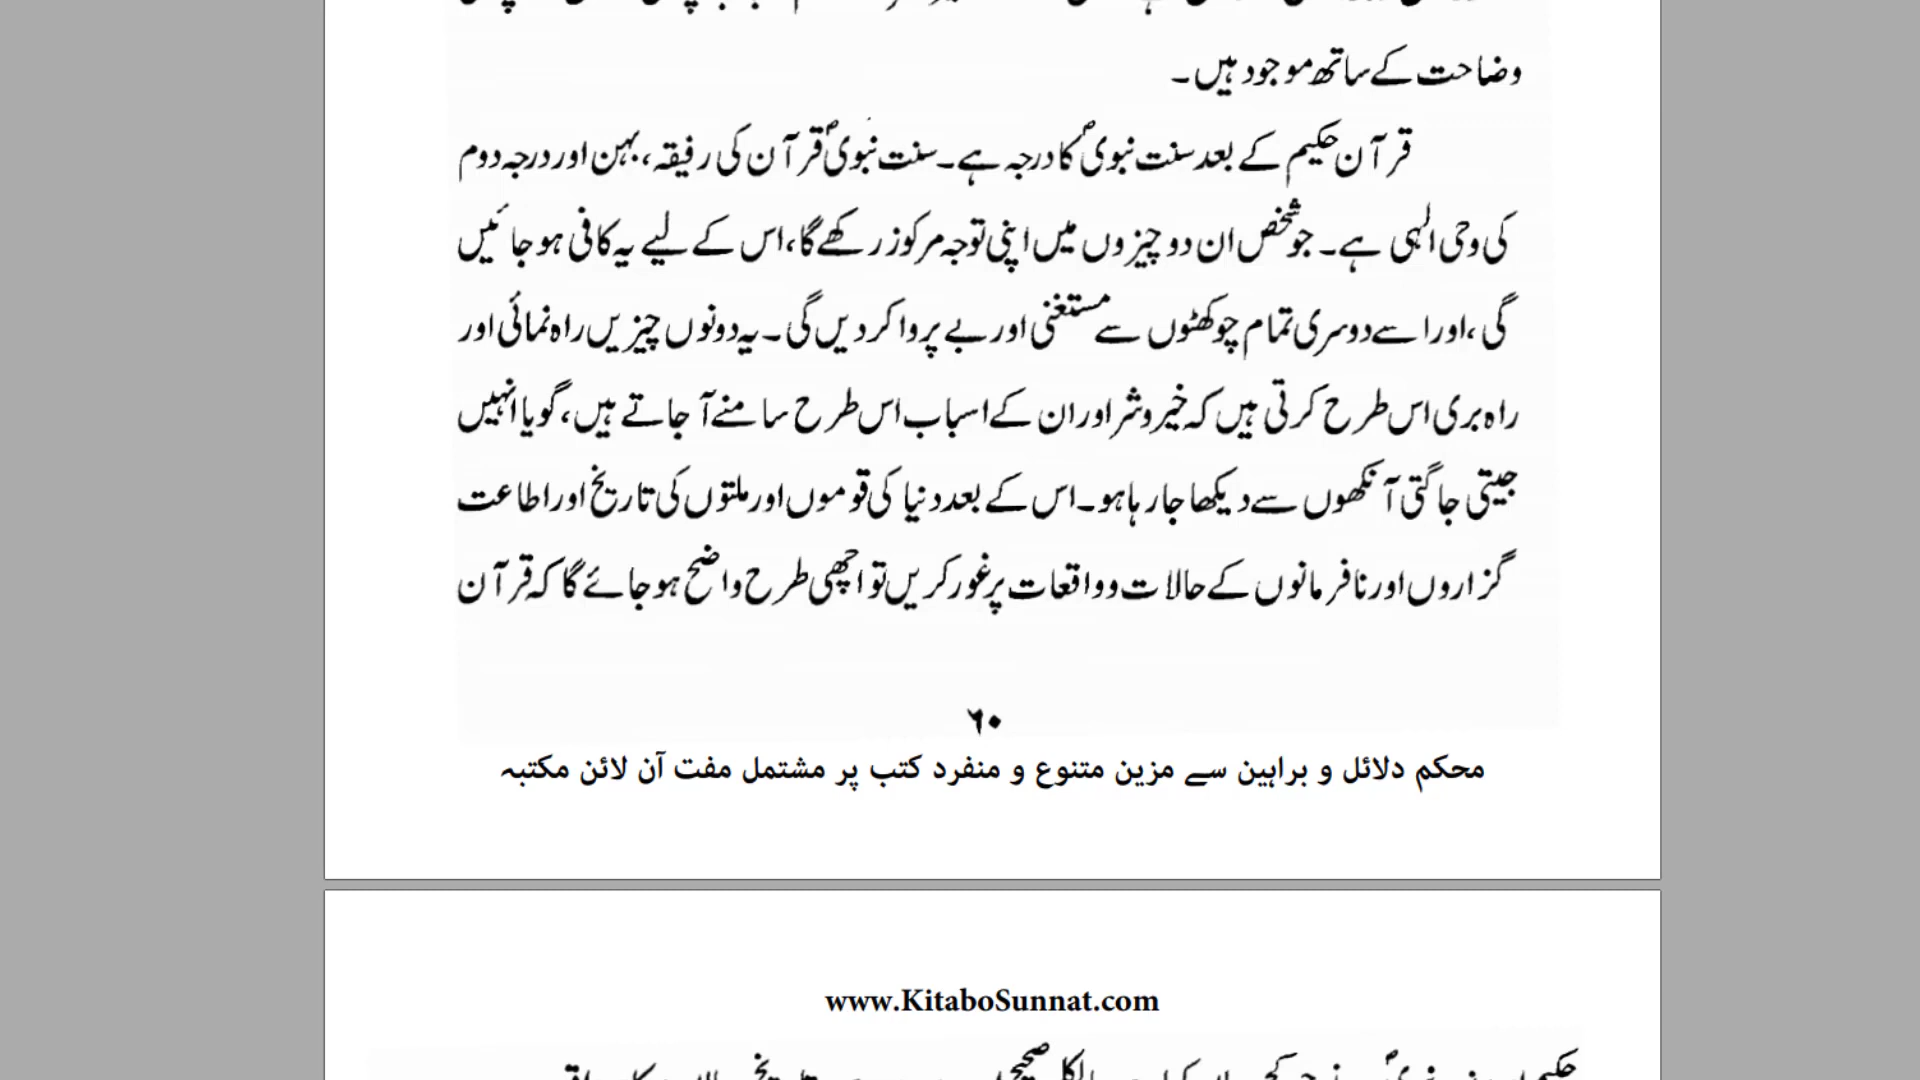 وضاحت کے ساتھ موجود ہیں۔
قرآن حکیم کے بعد سنت نبویؐ کا درجہ ہے۔ سنت نبویؐ قرآن کی رفیقہ، بہن اور درجہ دوم
کی وحی الٰہی ہے۔ جو شخص ان دو چیزوں میں اپنی توجہ مرکوز رکھے گا، اس کے لیے یہ کافی ہو جائیں
گی، اور اسے دوسری تمام چوکھٹوں سے مستغنی اور بے پروا کر دیں گی۔ یہ دونوں چیزیں راہ نمائی اور
راہ بری اس طرح کرتی ہیں کہ خیر و شر اور ان کے اسباب اس طرح سامنے آ جاتے ہیں، گویا انہیں
جیتی جاگتی آنکھوں سے دیکھا جا رہا ہو۔ اس کے بعد دنیا کی قوموں اور ملتوں کی تاریخ اور اطاعت
گزاروں اور نافرمانوں کے حالات و واقعات پر غور کریں تو اچھی طرح واضح ہو جائے گا کہ قرآن
۶۰
محکم دلائل و براہین سے مزین متنوع و منفرد کتب پر مشتمل مفت آن لائن مکتبہ
www.KitaboSunnat.com